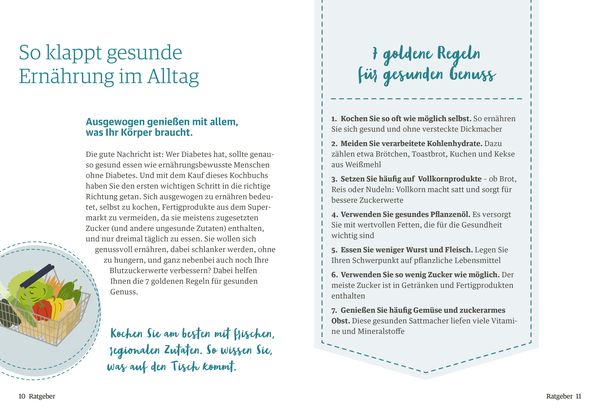 So klappt gesunde
Ernährung im Alltag
Ausgewogen genießen mit allem,
was Ihr Körper braucht.
Die gute Nachricht ist: Wer Diabetes hat, sollte genau-
so gesund essen wie ernährungsbewusste Menschen
ohne Diabetes. Und mit dem Kauf dieses Kochbuchs
haben Sie den ersten wichtigen Schritt in die richtige
Richtung getan. Sich ausgewogen zu ernähren bedeu-
tet, selbst zu kochen, Fertigprodukte aus dem Super-
markt zu vermeiden, da sie meistens zugesetzten
Zucker (und andere ungesunde Zutaten) enthalten,
und nur dreimal täglich zu essen. Sie wollen sich
genussvoll ernähren, dabei schlanker werden, ohne
zu hungern, und ganz nebenbei auch noch Ihre
Blutzuckerwerte verbessern? Dabei helfen
Ihnen die 7 goldenen Regeln für gesunden
Genuss.
Kochen Sie am besten mit frischen,
regionalen Zutaten. So wissen Sie,
was auf den Tisch kommt.
10 Ratgeber
7 goldene Regeln
für gesunden Genuss
1. Kochen Sie so oft wie möglich selbst. So ernähren
Sie sich gesund und ohne versteckte Dickmacher
2. Meiden Sie verarbeitete Kohlenhydrate. Dazu
zählen etwa Brötchen, Toastbrot, Kuchen und Kekse
aus Weißmehl
3. Setzen Sie häufig auf Vollkornprodukte – ob Brot,
Reis oder Nudeln: Vollkorn macht satt und sorgt für
bessere Zuckerwerte
4. Verwenden Sie gesundes Pflanzenöl. Es versorgt
Sie mit wertvollen Fetten, die für die Gesundheit
wichtig sind
5. Essen Sie weniger Wurst und Fleisch. Legen Sie
Ihren Schwerpunkt auf pflanzliche Lebensmittel
6. Verwenden Sie so wenig Zucker wie möglich. Der
meiste Zucker ist in Getränken und Fertigprodukten
enthalten
7. Genießen Sie häufig Gemüse und zuckerarmes
Obst. Diese gesunden Sattmacher liefern viele Vitami-
ne und Mineralstoffe
Ratgeber 11